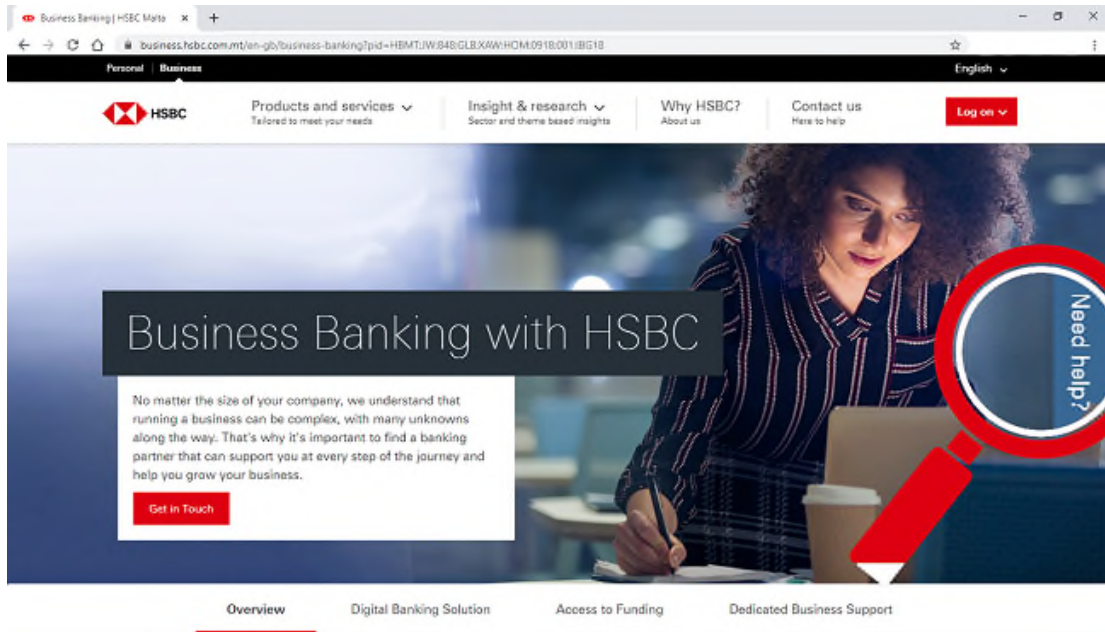 Business Banking | HSBC Malta
business.hsbc.com.mt/en-gb/business-banking?pid=HBMT:JW:848:GLB:XAW:HOM:0918:001:IBG18
Personal Business English
HSBC
Products and services
Tailored to meet your needs
Insight & research
Sector and theme based insights
Why HSBC?
About us
Contact us
Here to help
Log on
Business Banking with HSBC
Need help?
No matter the size of your company, we understand that
running a business can be complex, with many unknowns
along the way. That's why it's important to find a banking
partner that can support you at every step of the journey and
help you grow your business.
Get in Touch
Overview Digital Banking Solution Access to Funding Dedicated Business Support